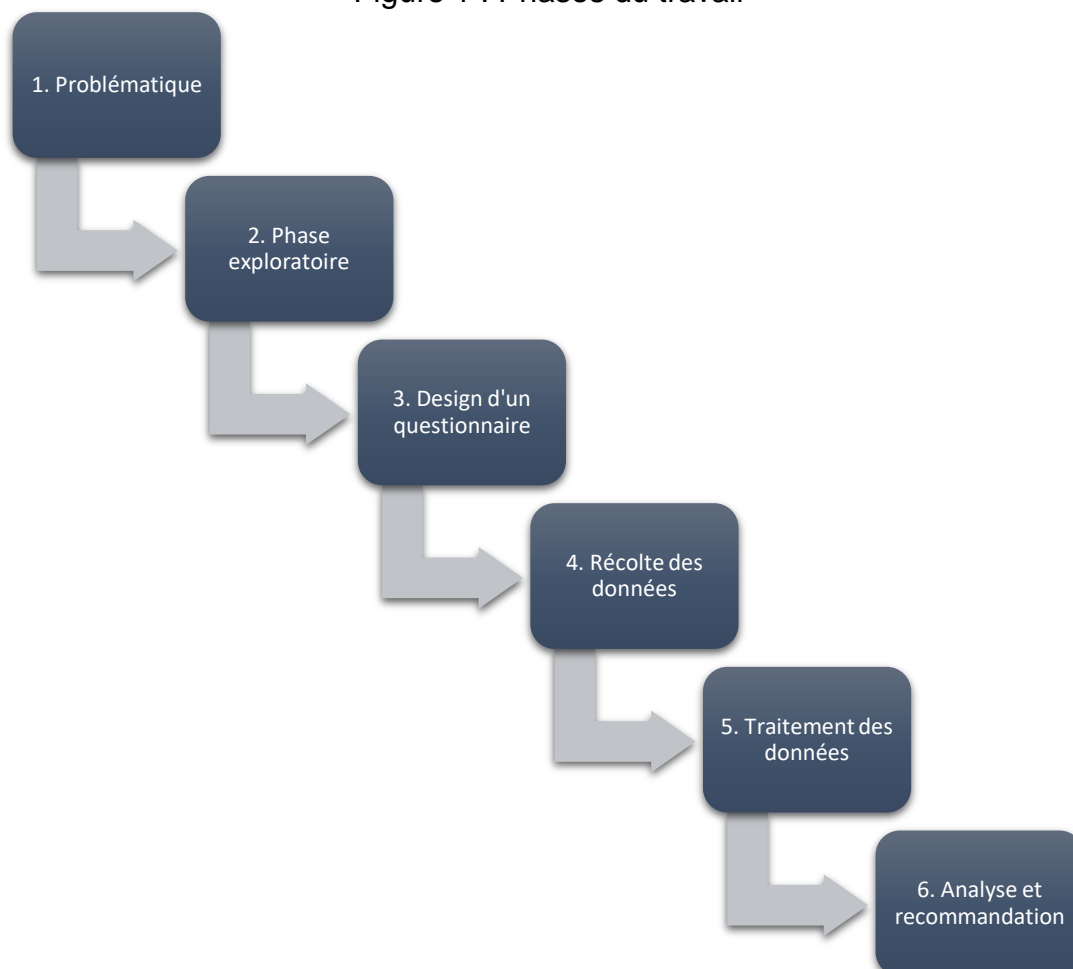 1. Problématique
2. Phase
exploratoire
3. Design d'un
questionnaire
4. Récolte des
données
5. Traitement des
données
6. Analyse et
recommandation